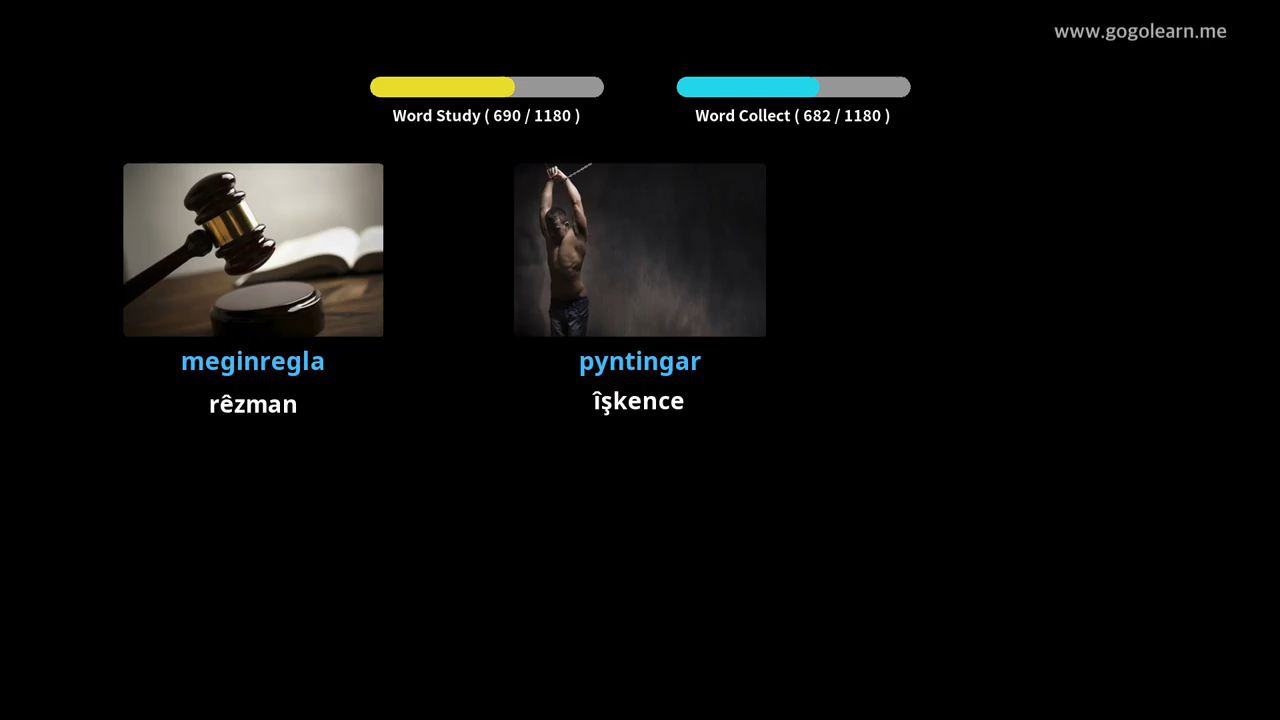 www.gogolearn.me
Word Study ( 690 / 1180 )
Word Collect ( 682 / 1180 )
meginregla
rêzman
pyntingar
îşkence